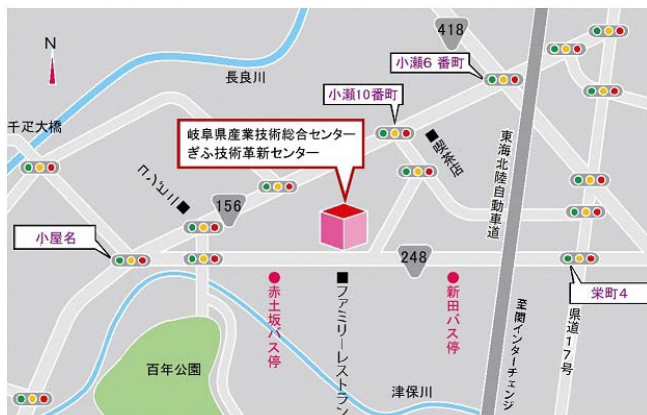 N
418
小瀬6 番町
長良川
小瀬10番町
千疋大橋
岐阜県産業技術総合センター
ぎふ技術革新センター
喫茶店
東海北陸自動車道
コンビニ
156
小屋名
248
栄町4
赤土坂バス停
ファミリーレストラン
新田バス停
至関インターチェンジ
県道17号
百年公園
津保川